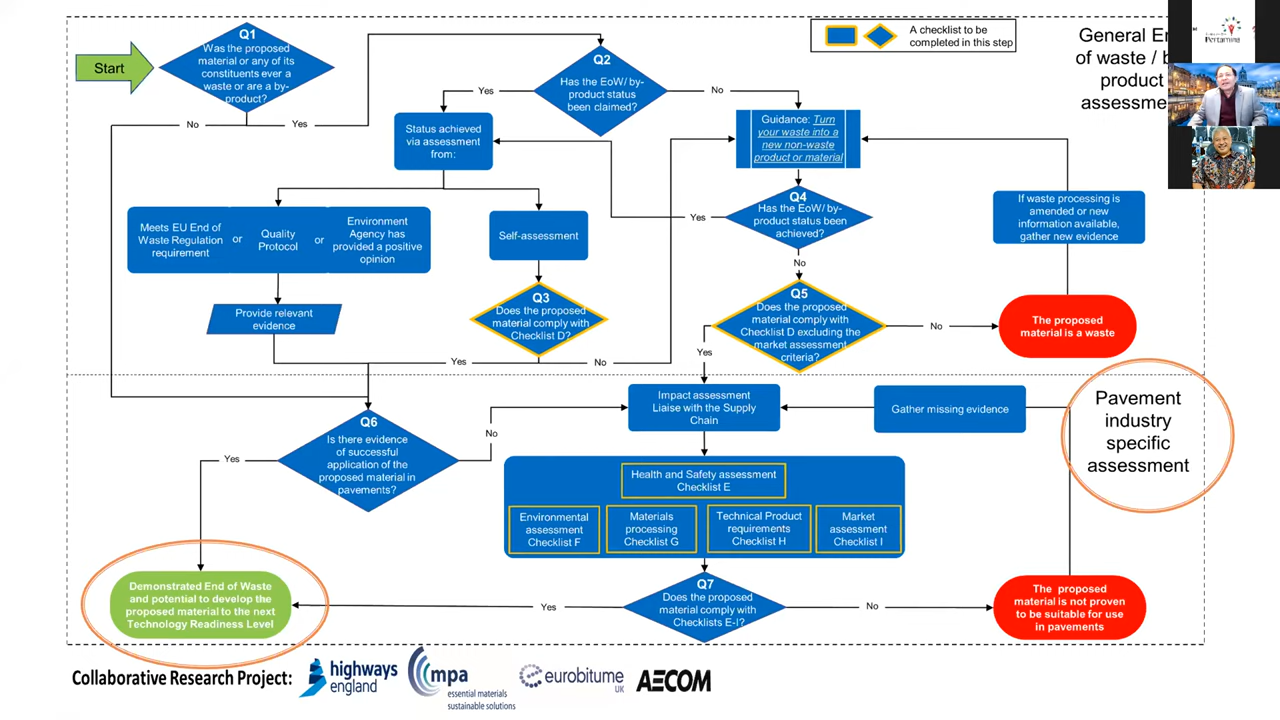 Start
Q1
Was the proposed
material or any of its
constituents ever a
waste or are a by-
product?
No
Yes
Q2
Has the EoW/ by-
product status
been claimed?
Yes
No
A checklist to be
completed in this step
General En
of waste / b
product
assessme
Pertamina
Status achieved
via assessment
from:
Guidance: Turn
your waste into a
new non-waste
product or material
Meets EU End of
Waste Regulation
requirement
or
Quality
Protocol
or
Environment
Agency has
provided a positive
opinion
Self-assessment
Yes
Q4
Has the EoW/ by-
product status been
achieved?
No
If waste processing is
amended or new
information available,
gather new evidence
Provide relevant
evidence
Q3
Does the proposed
material comply with
Checklist D?
Yes
No
Q5
Does the proposed
material comply with
Checklist D excluding the
market assessment
criteria?
Yes
No
The proposed
material is a waste
Q6
Is there evidence
of successful
application of the
proposed material in
pavements?
Yes
No
Impact assessment
Liaise with the Supply
Chain
Gather missing evidence
Pavement
industry
specific
assessment
Health and Safety assessment
Checklist E
Environmental
assessment
Checklist F
Materials
processing
Checklist G
Technical Product
requirements
Checklist H
Market
assessment
Checklist I
Q7
Does the proposed
material comply with
Checklists E-I?
Yes
No
Demonstrated End of Waste
and potential to develop the
proposed material to the next
Technology Readiness Level
The proposed
material is not proven
to be suitable for use
in pavements
Collaborative Research Project:
highways
england
mpa
essential materials
sustainable solutions
eurobitume
UK
AECOM